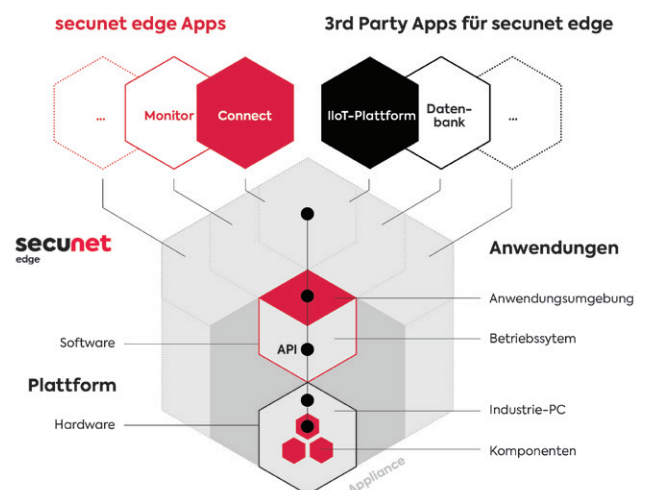 secunet edge Apps
3rd Party Apps für secunet edge
...
Monitor
Connect
IIoT-Plattform
Daten-
bank
...
secunet
edge
Anwendungen
Anwendungsumgebung
Software
API
Betriebssytem
Plattform
Hardware
Industrie-PC
Komponenten
Appliance